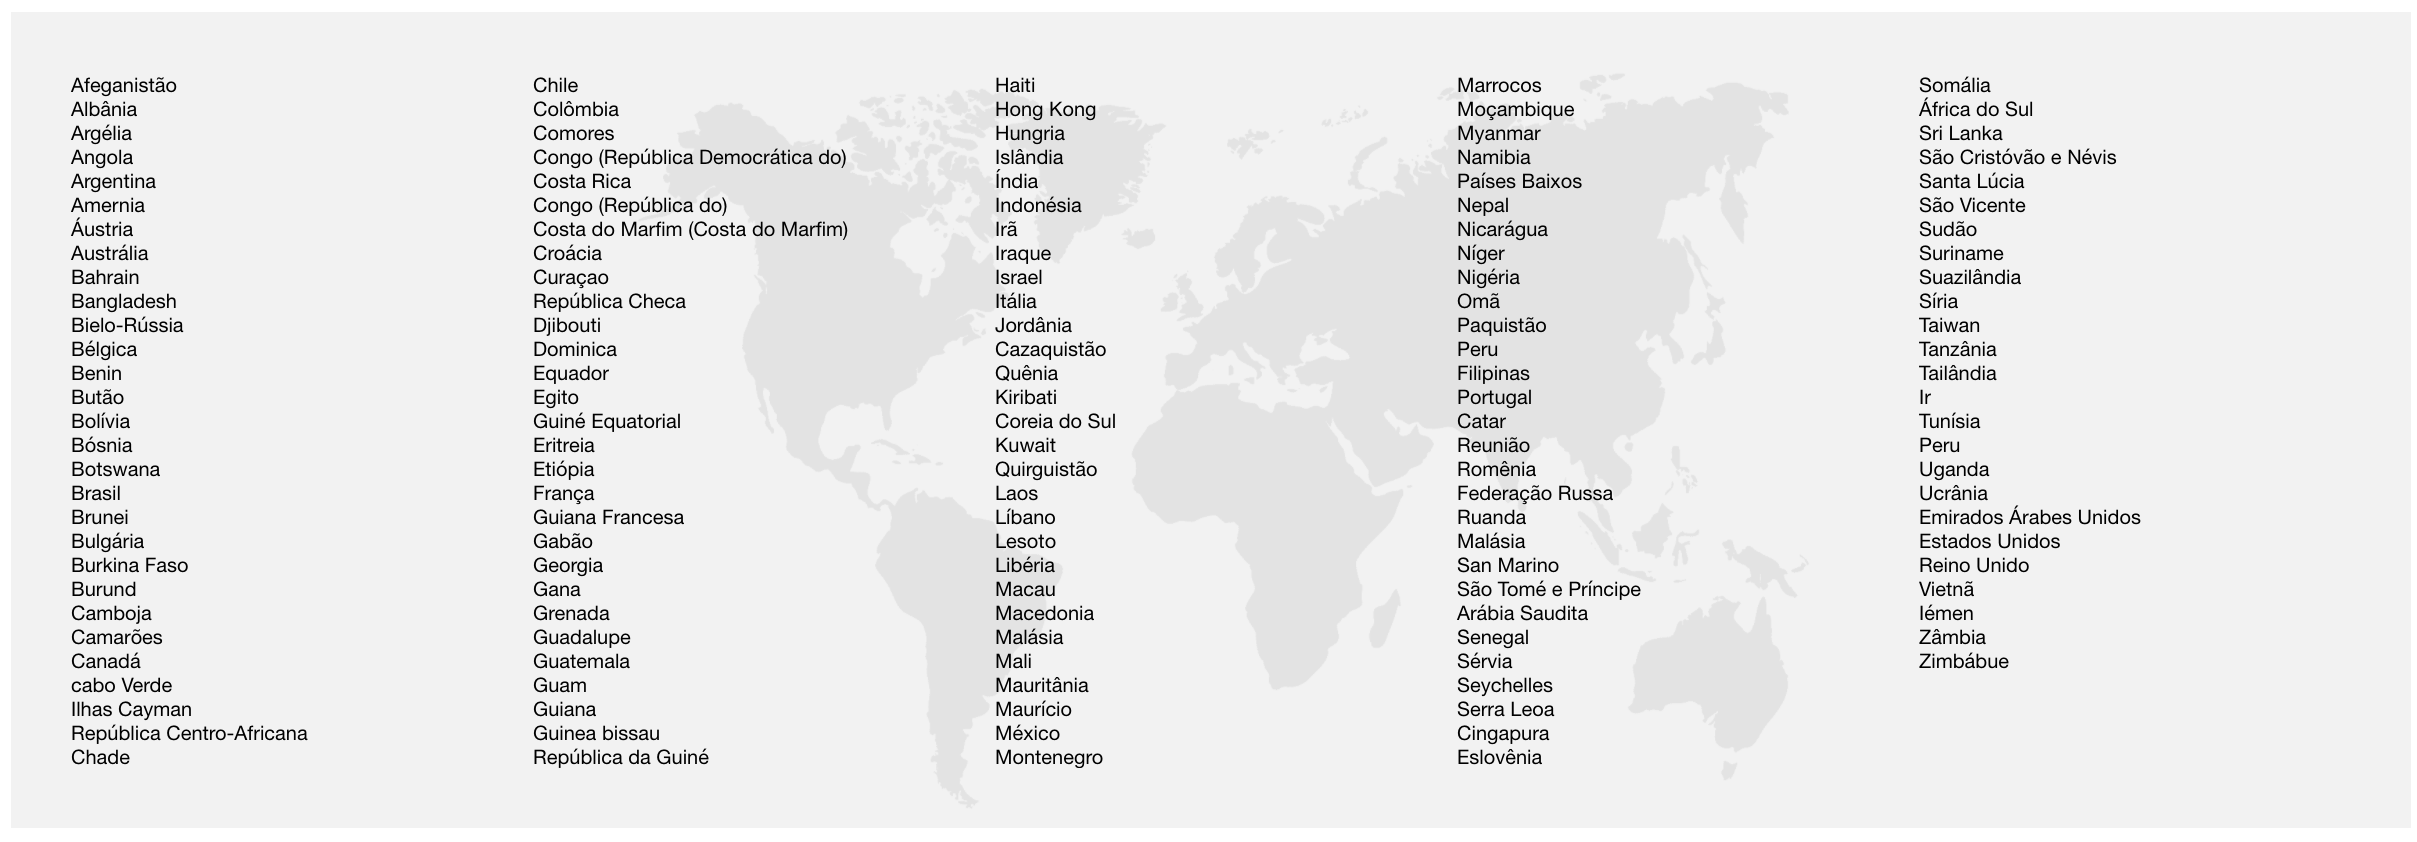 Afeganistão
Albânia
Argélia
Angola
Argentina
Amernia
Áustria
Austrália
Bahrain
Bangladesh
Bielo-Rússia
Bélgica
Benin
Butão
Bolívia
Bósnia
Botswana
Brasil
Brunei
Bulgária
Burkina Faso
Burund
Camboja
Camarões
Canadá
cabo Verde
Ilhas Cayman
República Centro-Africana
Chade
Chile
Colômbia
Comores
Congo (República Democrática do)
Costa Rica
Congo (República do)
Costa do Marfim (Costa do Marfim)
Croácia
Curaçao
República Checa
Djibouti
Dominica
Equador
Egito
Guiné Equatorial
Eritreia
Etiópia
França
Guiana Francesa
Gabão
Georgia
Gana
Grenada
Guadalupe
Guatemala
Guam
Guiana
Guinea bissau
República da Guiné
Haiti
Hong Kong
Hungria
Islândia
Índia
Indonésia
Irã
Iraque
Israel
Itália
Jordânia
Cazaquistão
Quênia
Kiribati
Coreia do Sul
Kuwait
Quirguistão
Laos
Líbano
Lesoto
Libéria
Macau
Macedonia
Malásia
Mali
Mauritânia
Maurício
México
Montenegro
Marrocos
Moçambique
Myanmar
Namibia
Países Baixos
Nepal
Nicarágua
Níger
Nigéria
Omã
Paquistão
Peru
Filipinas
Portugal
Catar
Reunião
Romênia
Federação Russa
Ruanda
Malásia
San Marino
São Tomé e Príncipe
Arábia Saudita
Senegal
Sérvia
Seychelles
Serra Leoa
Cingapura
Eslovênia
Somália
África do Sul
Sri Lanka
São Cristóvão e Névis
Santa Lúcia
São Vicente
Sudão
Suriname
Suazilândia
Síria
Taiwan
Tanzânia
Tailândia
Ir
Tunísia
Peru
Uganda
Ucrânia
Emirados Árabes Unidos
Estados Unidos
Reino Unido
Vietnã
Iémen
Zâmbia
Zimbábue